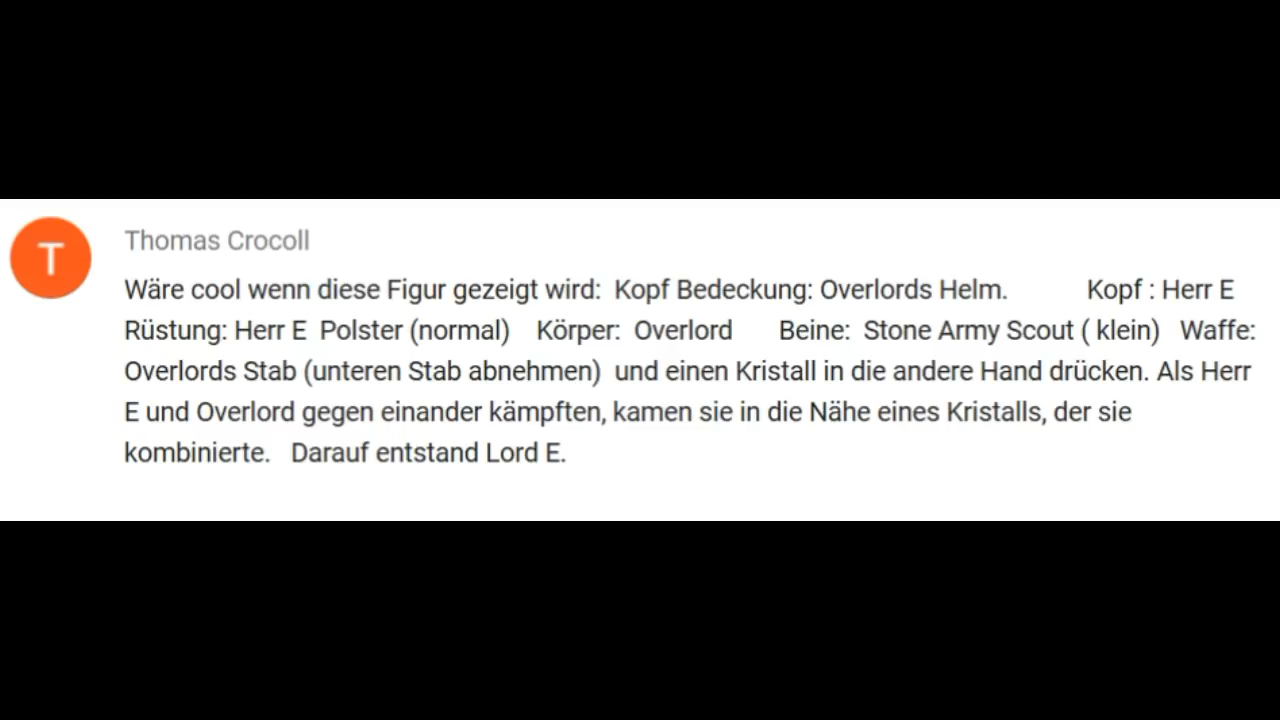 T
Thomas Crocoll
Wäre cool wenn diese Figur gezeigt wird:  Kopf Bedeckung: Overlords Helm.           Kopf : Herr E
Rüstung: Herr E  Polster (normal)    Körper:  Overlord      Beine:  Stone Army Scout ( klein)   Waffe:
Overlords Stab (unteren Stab abnehmen)  und einen Kristall in die andere Hand drücken. Als Herr
E und Overlord gegen einander kämpften, kamen sie in die Nähe eines Kristalls, der sie
kombinierte.   Darauf entstand Lord E.